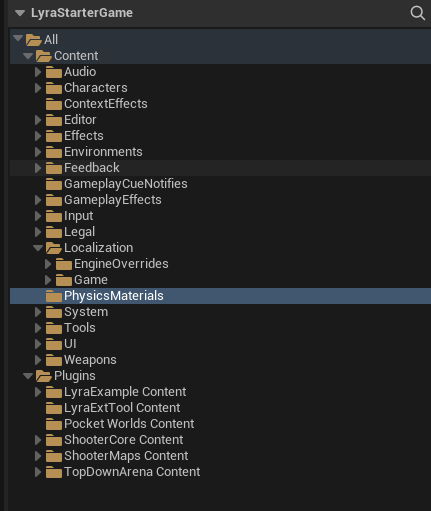 LyraStarterGame
All
Content
Audio
Characters
ContextEffects
Editor
Effects
Environments
Feedback
GameplayCueNotifies
GameplayEffects
Input
Legal
Localization
EngineOverrides
Game
PhysicsMaterials
System
Tools
UI
Weapons
Plugins
LyraExample Content
LyraExtTool Content
Pocket Worlds Content
ShooterCore Content
ShooterMaps Content
TopDownArena Content